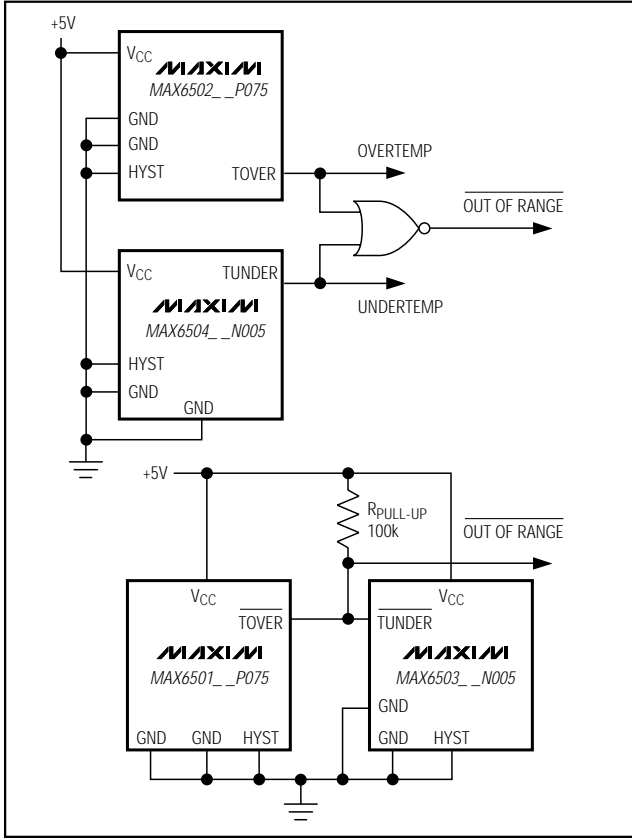 +5V
VCC
MAXIM
MAX6502_ _P075
GND
GND
HYST
TOVER
OVERTEMP
OUT OF RANGE
VCC
TUNDER
MAXIM
MAX6504_ _N005
UNDERTEMP
HYST
GND
GND
+5V
RPULL-UP
100k
OUT OF RANGE
VCC
TOVER
MAXIM
MAX6501_ _P075
GND GND HYST
VCC
TUNDER
MAXIM
MAX6503_ _N005
GND
GND HYST